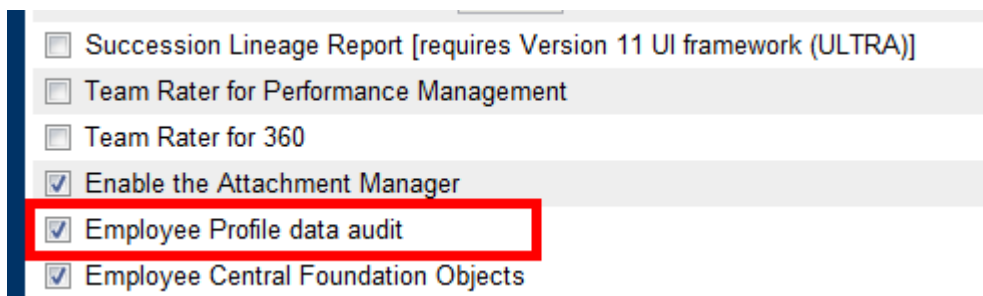 Succession Lineage Report [requires Version 11 UI framework (ULTRA)]
Team Rater for Performance Management
Team Rater for 360
Enable the Attachment Manager
Employee Profile data audit
Employee Central Foundation Objects